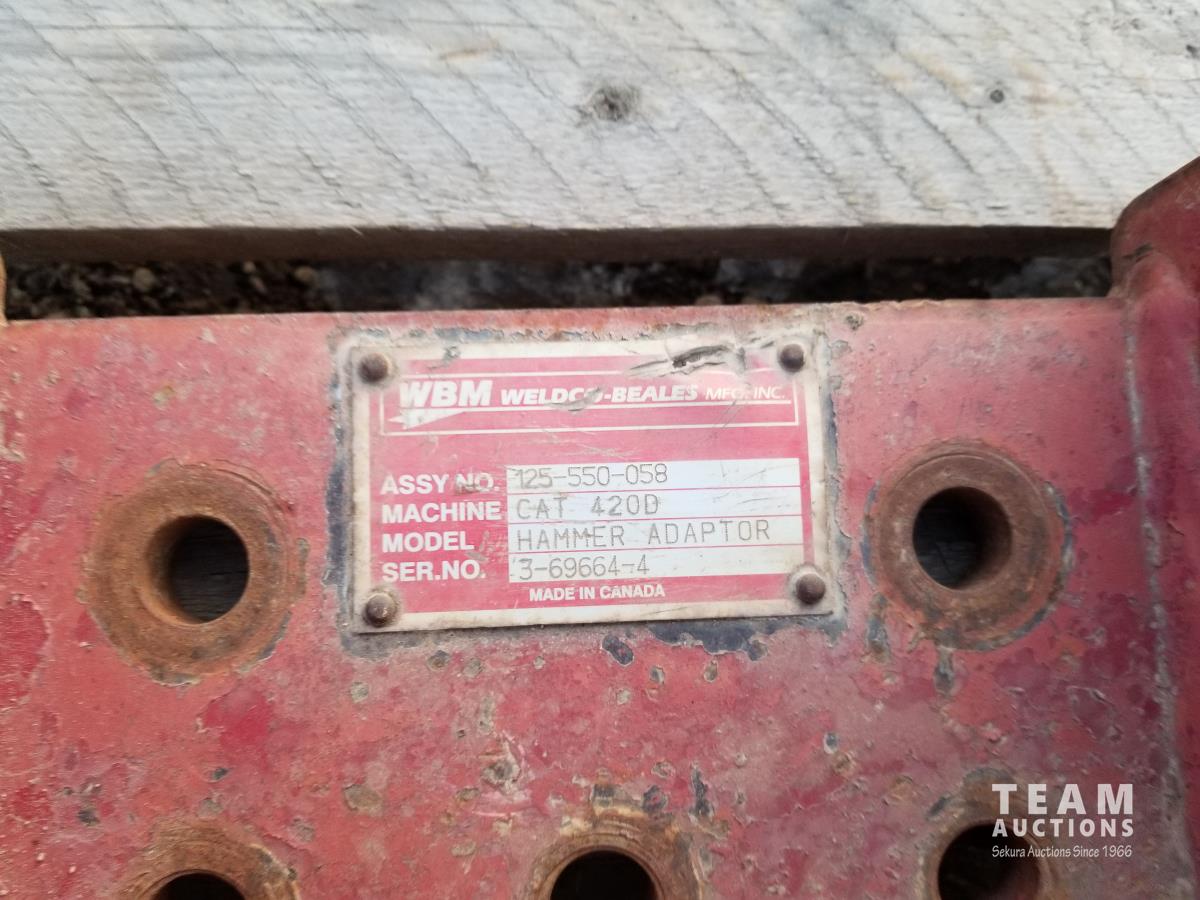 WBM WELDCO-BEALES MFG. INC.
ASSY NO. 125-550-058
MACHINE CAT 420D
MODEL HAMMER ADAPTOR
SER.NO. 3-69664-4
MADE IN CANADA
TEAM
AUCTIONS
Sekura Auctions Since 1966